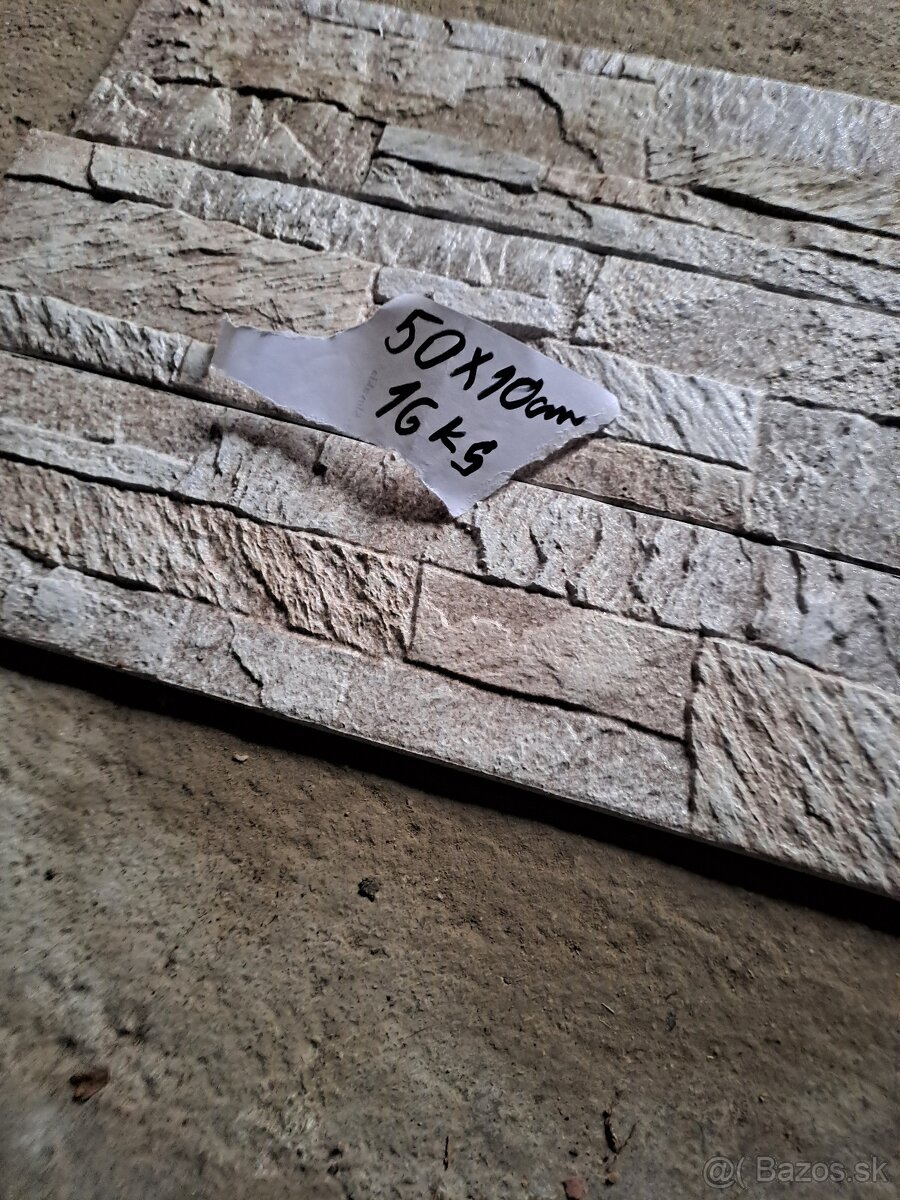 50x10cm
16 ks
@( Bazos.sk